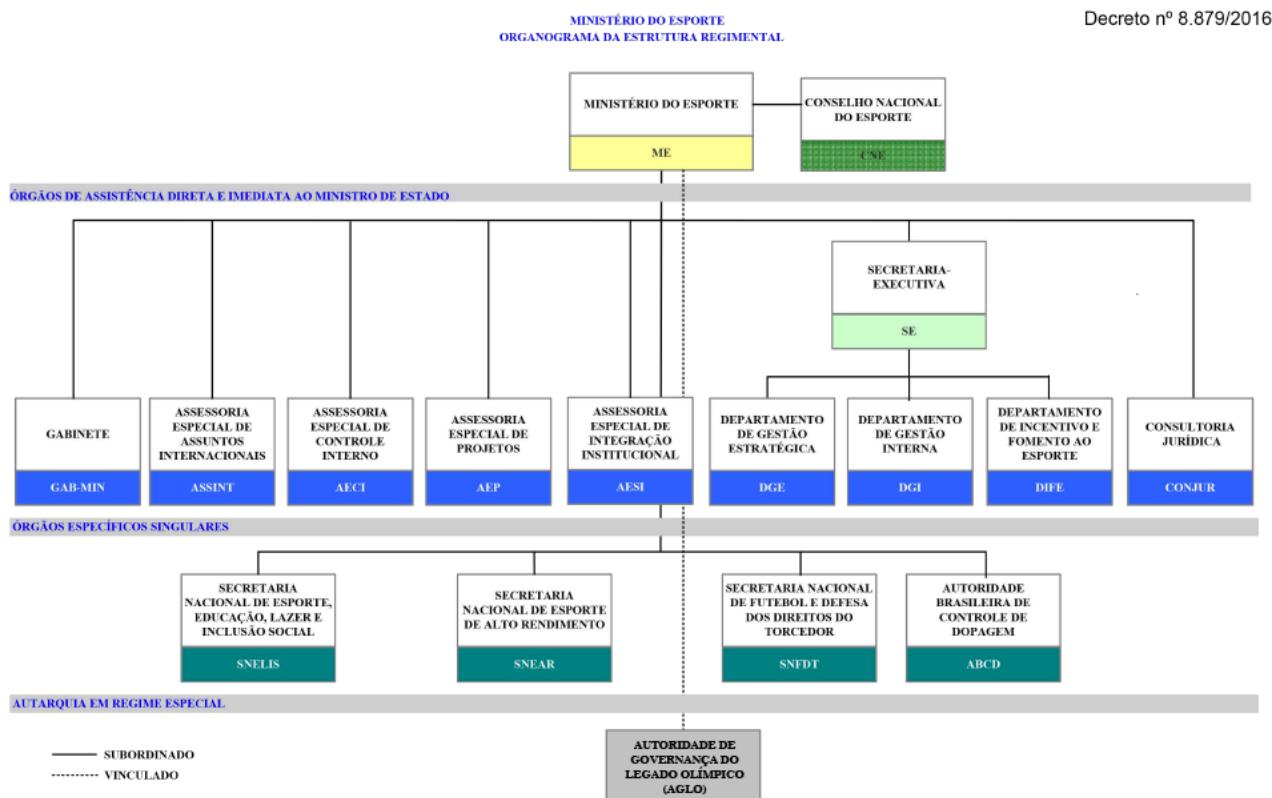 MINISTÉRIO DO ESPORTE
ORGANOGRAMA DA ESTRUTURA REGIMENTAL
Decreto nº 8.879/2016
MINISTÉRIO DO ESPORTE
ME
CONSELHO NACIONAL
DO ESPORTE
CNE
ÓRGÃOS DE ASSISTÊNCIA DIRETA E IMEDIATA AO MINISTRO DE ESTADO
SECRETARIA-
EXECUTIVA
SE
GABINETE
GAB-MIN
ASSESSORIA
ESPECIAL DE
ASSUNTOS
INTERNACIONAIS
ASSINT
ASSESSORIA
ESPECIAL DE
CONTROLE
INTERNO
AECI
ASSESSORIA
ESPECIAL DE
PROJETOS
AEP
ASSESSORIA
ESPECIAL DE
INTEGRAÇÃO
INSTITUCIONAL
AESI
DEPARTAMENTO
DE GESTÃO
ESTRATÉGICA
DGE
DEPARTAMENTO
DE GESTÃO
INTERNA
DGI
DEPARTAMENTO
DE INCENTIVO E
FOMENTO AO
ESPORTE
DIFE
CONSULTORIA
JURÍDICA
CONJUR
ÓRGÃOS ESPECÍFICOS SINGULARES
SECRETARIA
NACIONAL DE ESPORTE,
EDUCAÇÃO, LAZER E
INCLUSÃO SOCIAL
SNELIS
SECRETARIA
NACIONAL DE ESPORTE
DE ALTO RENDIMENTO
SNEAR
SECRETARIA NACIONAL
DE FUTEBOL E DEFESA
DOS DIREITOS DO
TORCEDOR
SNFDT
AUTORIDADE
BRASILEIRA DE
CONTROLE DE
DOPAGEM
ABCD
AUTARQUIA EM REGIME ESPECIAL
SUBORDINADO
VINCULADO
AUTORIDADE DE
GOVERNANÇA DO
LEGADO OLÍMPICO
(AGLO)